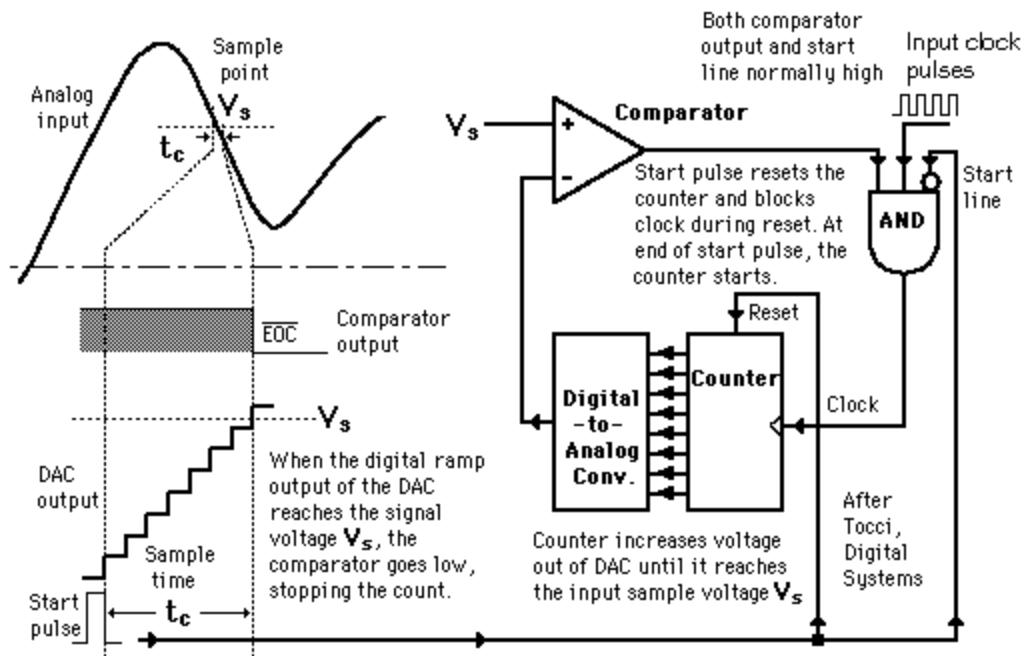 Analog
input
Sample
point
Vs
tc
Both comparator
output and start
line normally high
Input clock
pulses
Vs
+
-
Comparator
Start pulse resets the
counter and blocks
clock during reset. At
end of start pulse, the
counter starts.
AND
Start
line
EOC
Comparator
output
Reset
Counter
Digital
-to-
Analog
Conv.
Clock
Vs
DAC
output
When the digital ramp
output of the DAC
reaches the signal
voltage Vs, the
comparator goes low,
stopping the count.
Sample
time
tc
Start
pulse
Counter increases voltage
out of DAC until it reaches
the input sample voltage Vs
After
Tocci,
Digital
Systems